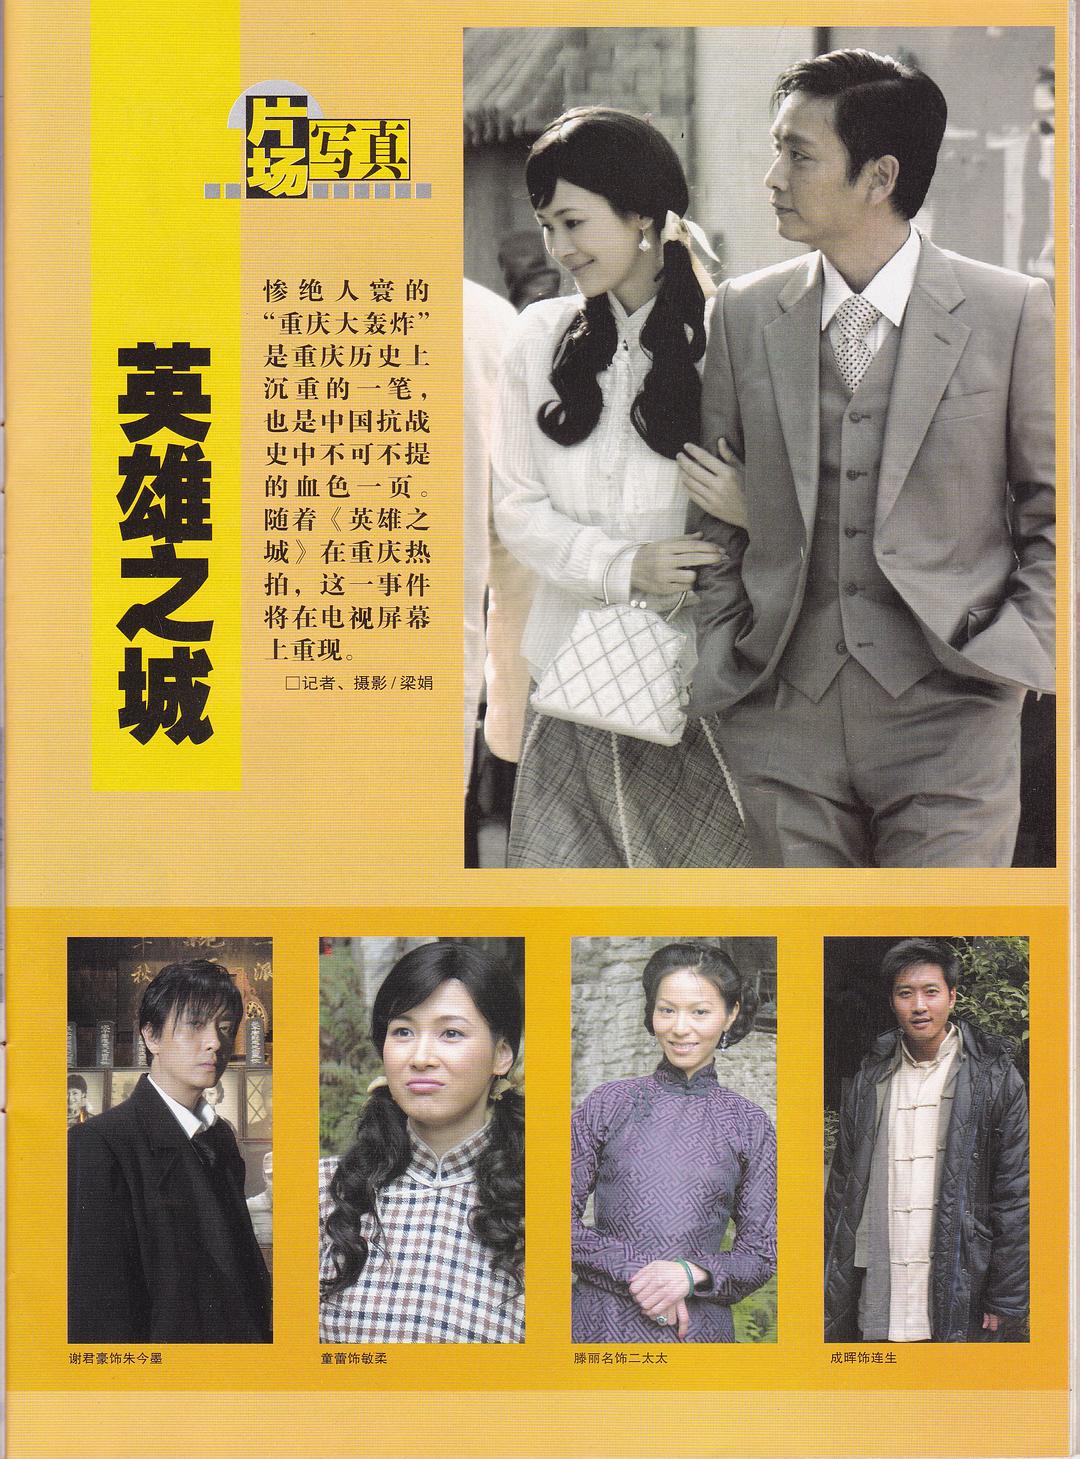 片场写真
英雄之城
惨绝人寰的
“重庆大轰炸”
是重庆历史上
沉重的一笔，
也是中国抗战
史中不可不提
的血色一页。
随着《英雄之
城》在重庆热
拍，这一事件
将在电视屏幕
上重现。
□记者、摄影/梁娟
谢君豪饰朱今墨
童蕾饰敏柔
滕丽名饰二太太
成晖饰连生